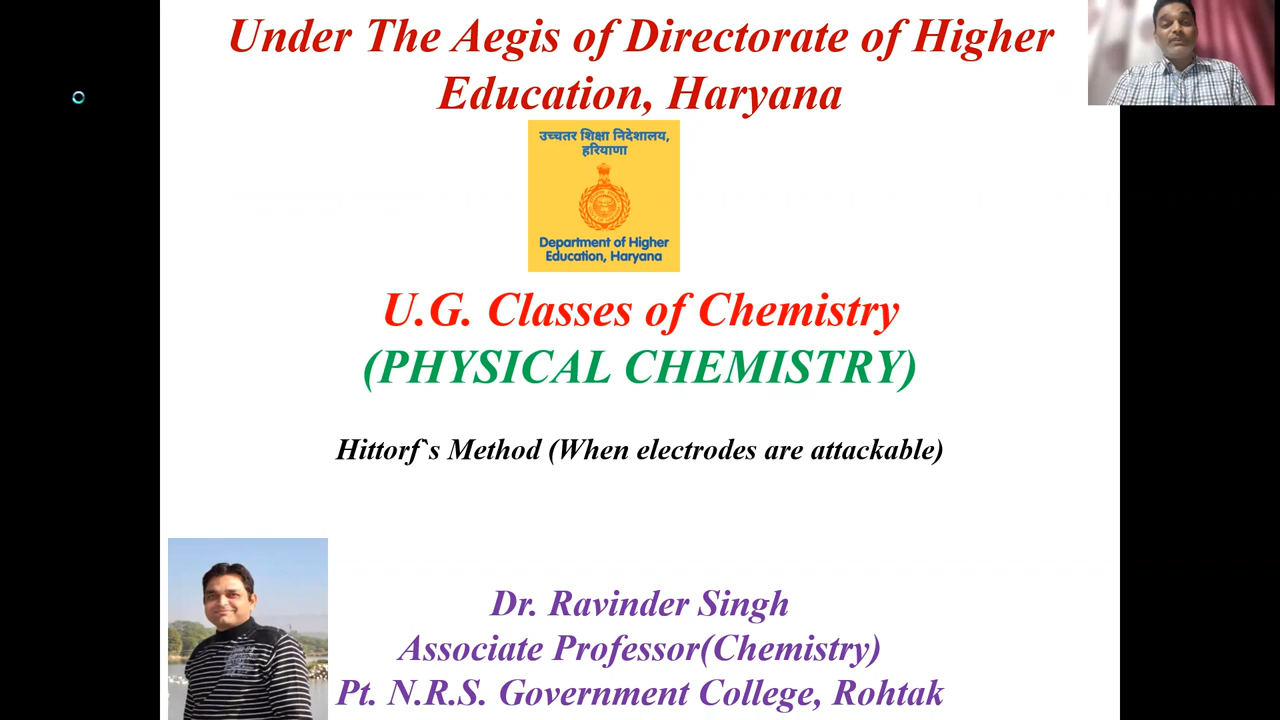 Under The Aegis of Directorate of Higher
Education, Haryana
उच्चतर शिक्षा निदेशालय,
हरियाणा
Department of Higher
Education, Haryana
U.G. Classes of Chemistry
(PHYSICAL CHEMISTRY)
Hittorf`s Method (When electrodes are attackable)
Dr. Ravinder Singh
Associate Professor(Chemistry)
Pt. N.R.S. Government College, Rohtak